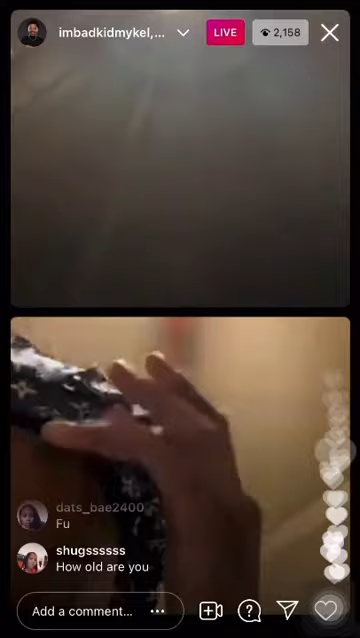 imbadkidmykel,...
LIVE
2,158
dats_bae2400
Fu
shugssssss
How old are you
Add a comment...